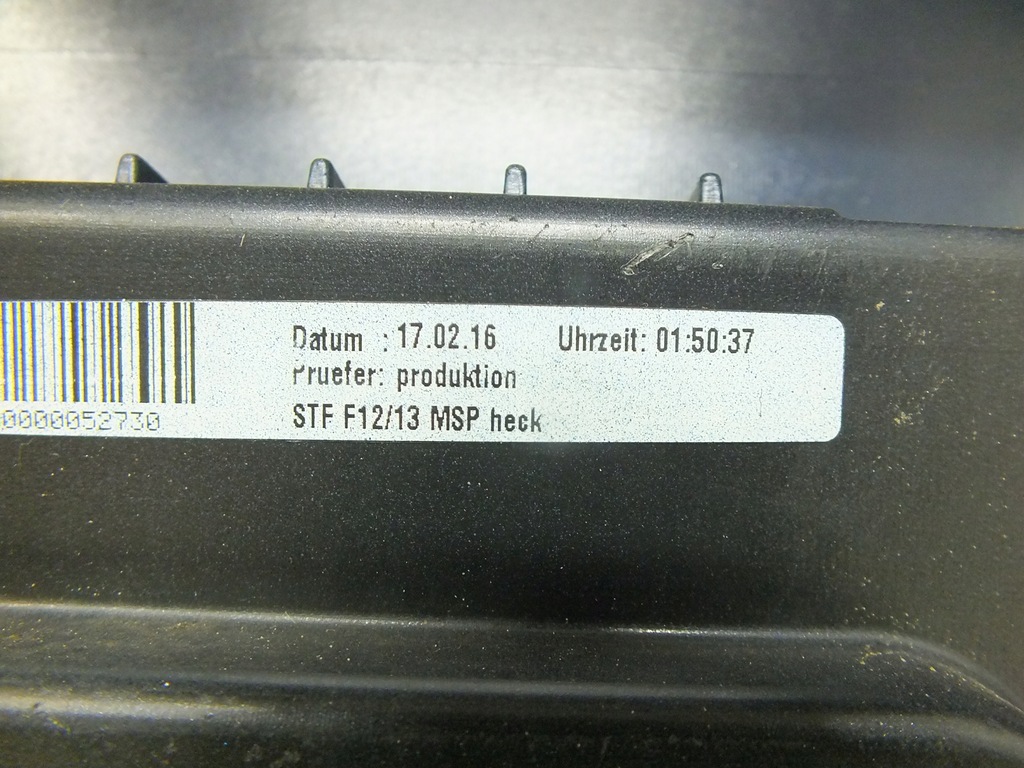 Datum : 17.02.16 Uhrzeit: 01:50:37
Pruefer: produktion
STF F12/13 MSP heck
0000052730